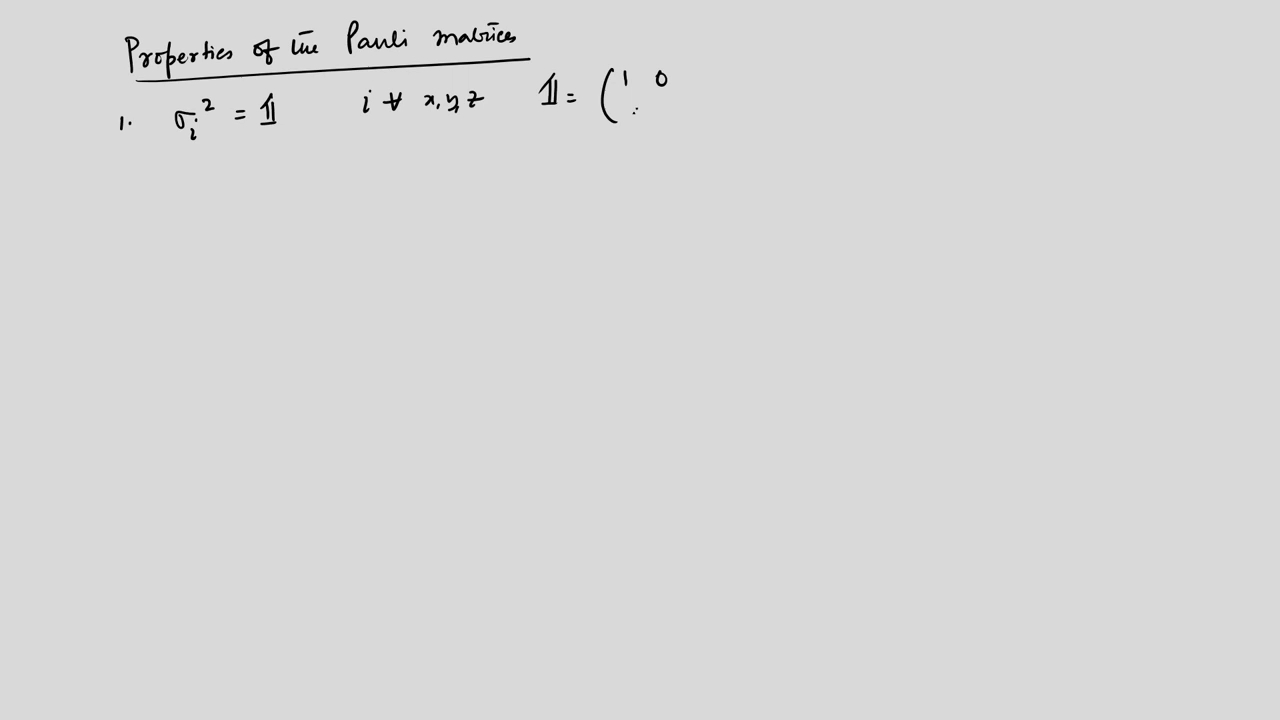 Properties of the Pauli matrices
1. σᵢ² = 𝟙 i ∀ x, y, z 𝟙 = ( 1 0